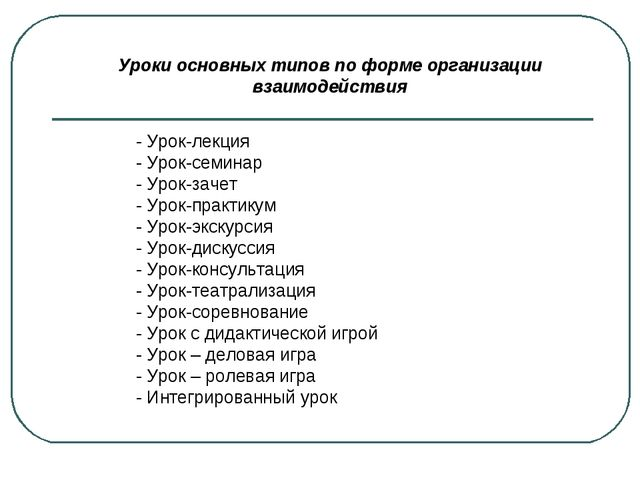 Уроки основных типов по форме организации
взаимодействия
- Урок-лекция
- Урок-семинар
- Урок-зачет
- Урок-практикум
- Урок-экскурсия
- Урок-дискуссия
- Урок-консультация
- Урок-театрализация
- Урок-соревнование
- Урок с дидактической игрой
- Урок – деловая игра
- Урок – ролевая игра
- Интегрированный урок